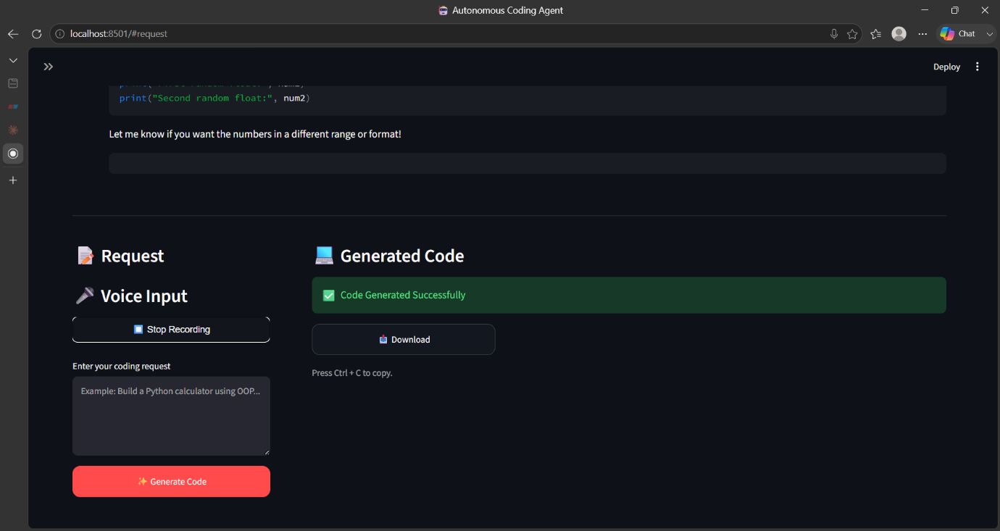 Autonomous Coding Agent
localhost:8501/#request
Chat
Deploy
print("Second random float:", num2)
Let me know if you want the numbers in a different range or format!
Request
Voice Input
Stop Recording
Enter your coding request
Example: Build a Python calculator using OOP...
Generate Code
Generated Code
Code Generated Successfully
Download
Press Ctrl + C to copy.